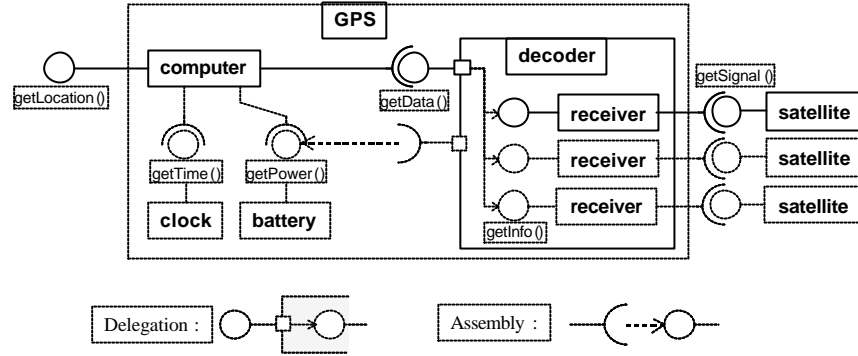 GPS
decoder
computer
getSignal()
getLocation()
getData()
receiver
satellite
receiver
satellite
getTime()
getPower()
clock
battery
receiver
satellite
getInfo()
Delegation :
Assembly :